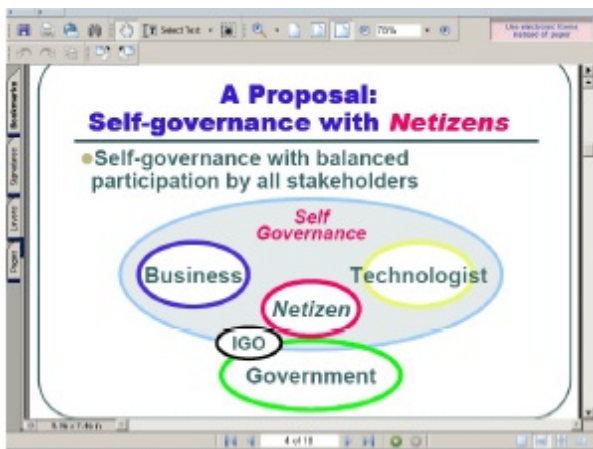 Select Text
75%
Use electronic forms
instead of paper
Bookmarks
Signatures
Layers
Pages
A Proposal:
Self-governance with Netizens
Self-governance with balanced
participation by all stakeholders
Self
Governance
Business
Technologist
Netizen
IGO
Government
4 of 18